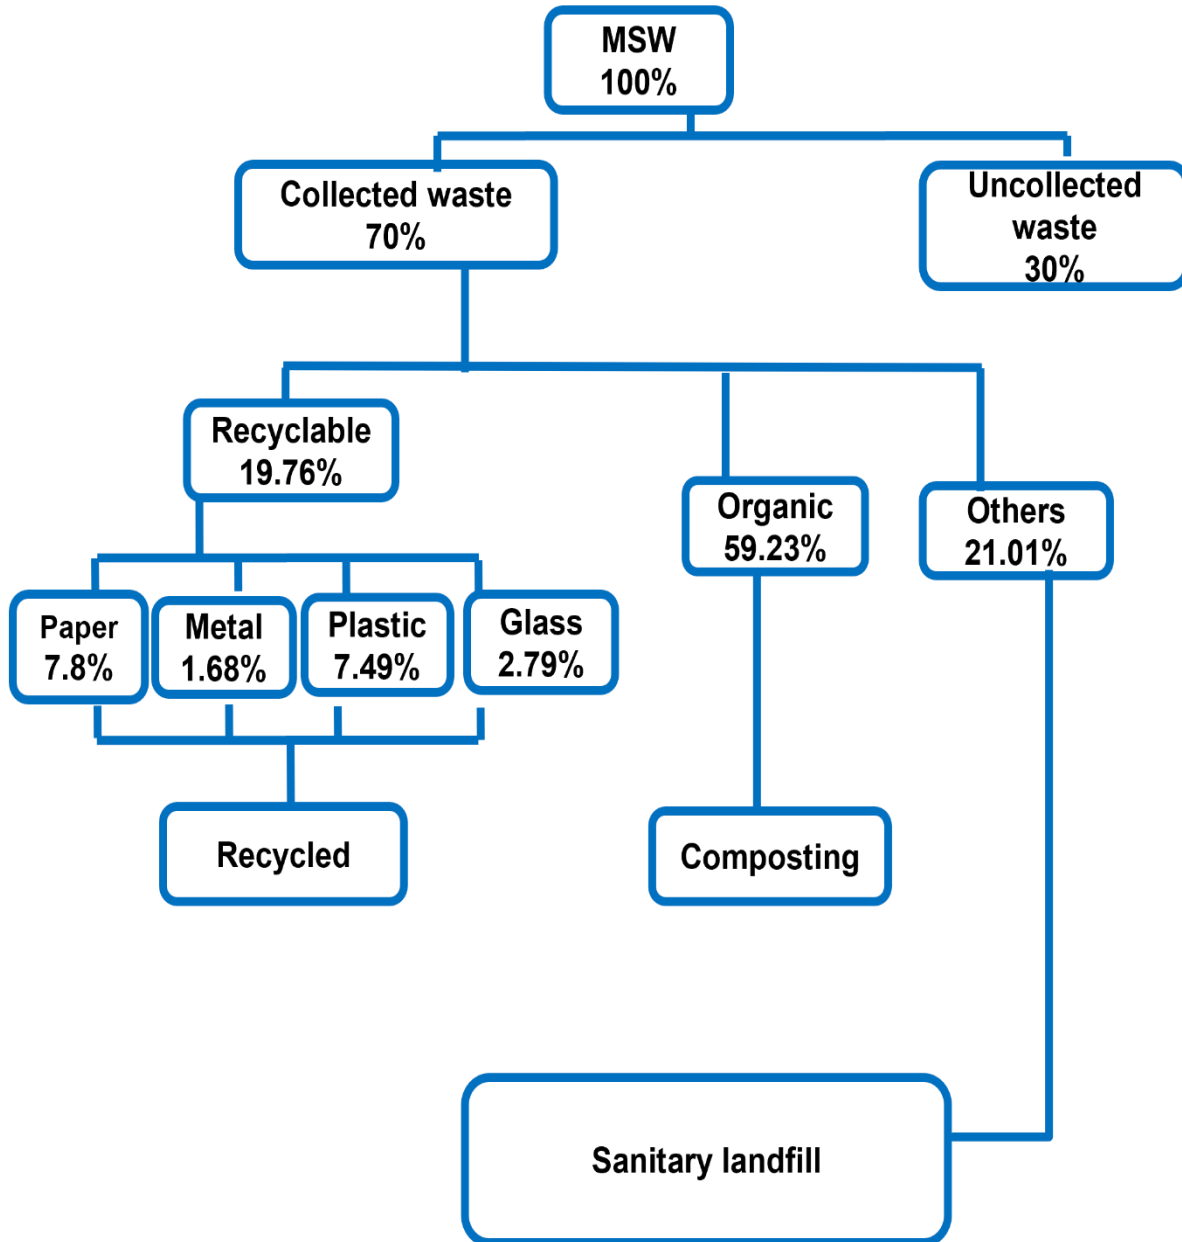 MSW
100%
Collected waste
70%
Uncollected
waste
30%
Recyclable
19.76%
Organic
59.23%
Others
21.01%
Paper
7.8%
Metal
1.68%
Plastic
7.49%
Glass
2.79%
Recycled
Composting
Sanitary landfill